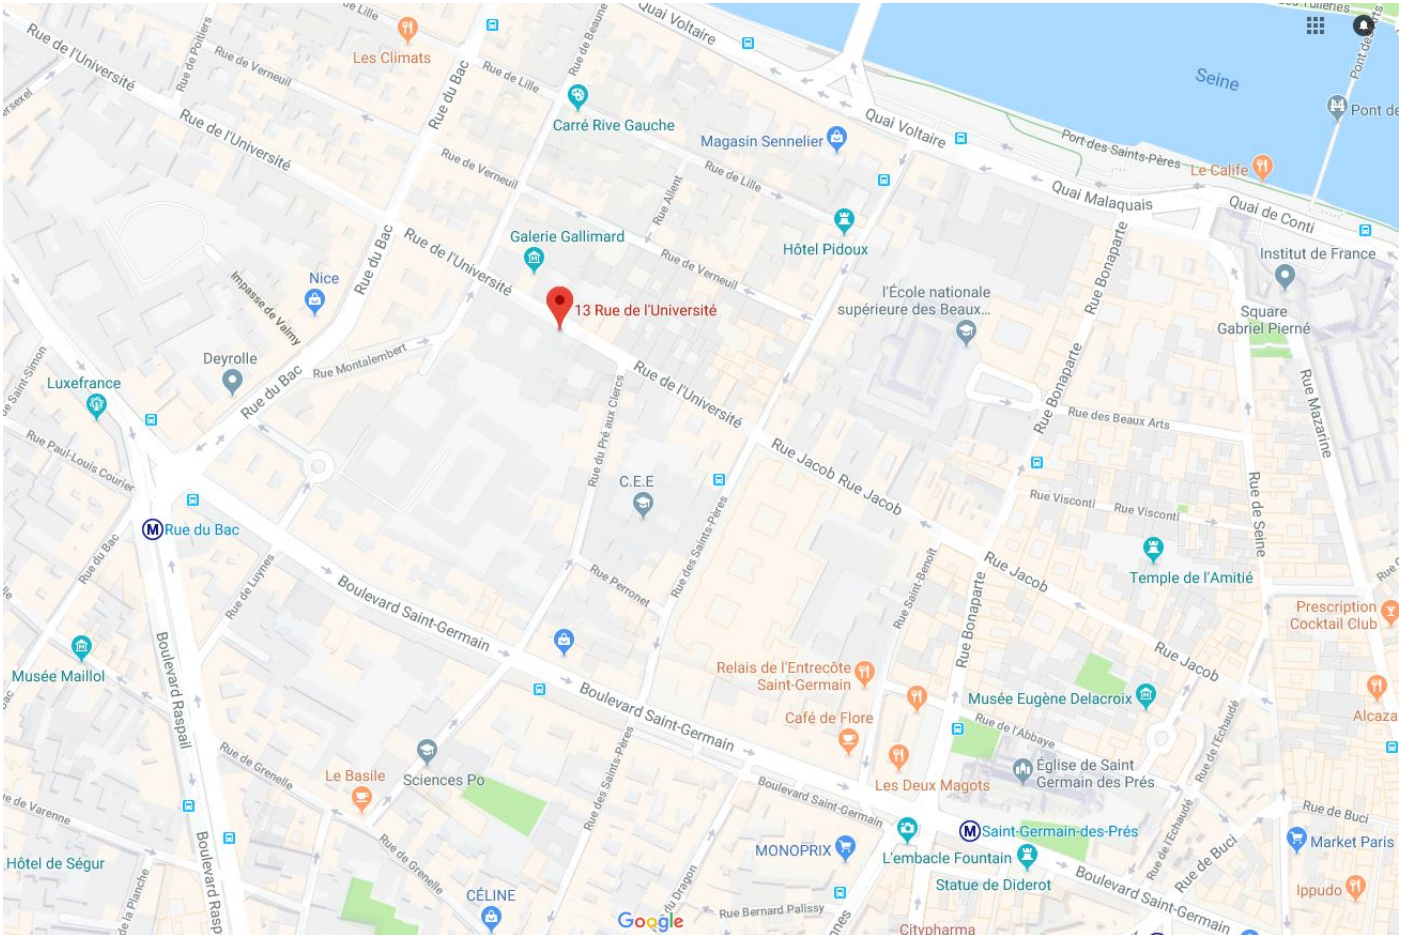 Rue de Lille
Quai Voltaire
Rue de l'Université
Rue de Poitiers
Les Climats
Rue de Beaune
Rue de Verneuil
Rue du Bac
Rue de Lille
Seine
Pont des Arts
Pont de
Carré Rive Gauche
Magasin Sennelier
Quai Voltaire
Port des Saints-Pères
Le Calife
Rue de l'Université
Rue de Verneuil
Rue de Lille
Quai Malaquais
Quai de Conti
Rue Allent
Galerie Gallimard
Hôtel Pidoux
Institut de France
Rue de l'Université
Rue du Bac
Rue de Verneuil
Rue Bonaparte
Nice
Impasse de Valmy
13 Rue de l'Université
l'École nationale
supérieure des Beaux...
Square
Gabriel Pierné
Deyrolle
Rue Montalembert
Luxefrance
Rue du Bac
Rue de l'Université
Rue Bonaparte
Rue des Beaux Arts
Rue Mazarine
Rue Paul-Louis Courier
Rue du Pré aux Clercs
Rue Jacob Rue Jacob
C.E.E
Rue Visconti
Rue Visconti
Rue de Seine
M
Rue du Bac
Rue du Bac
Rue des Saints-Pères
Rue de Luynes
Rue Perronet
Rue Saint-Benoît
Rue Jacob
Temple de l'Amitié
Boulevard Saint-Germain
Rue Bonaparte
Prescription
Cocktail Club
Musée Maillol
Boulevard Raspail
Relais de l'Entrecôte
Saint-Germain
Rue Jacob
Musée Eugène Delacroix
Boulevard Saint-Germain
Café de Flore
Rue de l'Abbaye
Rue de l'Echaudé
Alcaza
Rue de Grenelle
Le Basile
Sciences Po
Rue des Saints-Pères
Les Deux Magots
Église de Saint
Germain des Prés
Boulevard Saint-Germain
ue de Varenne
Rue de Buci
M
Saint-Germain-des-Prés
Market Paris
Hôtel de Ségur
Boulevard Rasp
Rue de Grenelle
MONOPRIX
L'embacle Fountain
Statue de Diderot
Rue de l'Echaudé
Rue de Buci
Boulevard Saint-Germain
Ippudo
de la Planche
CÉLINE
Google
du Dragon
Rue Bernard Palissy
nnes
Citypharma